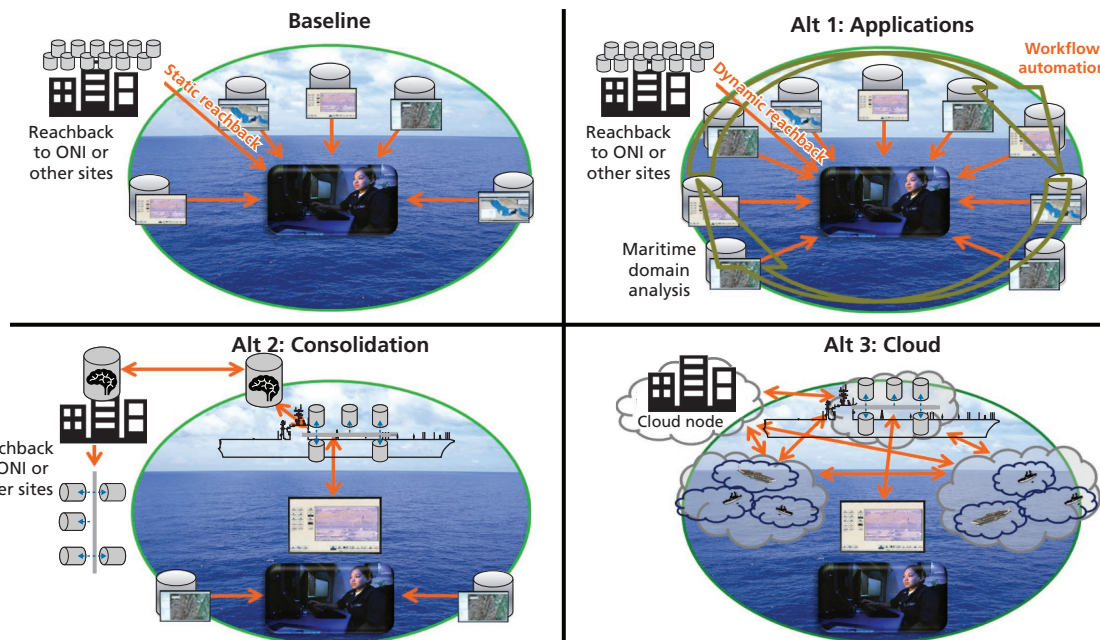 Baseline
Static reachback
Reachback
to ONI or
other sites
Alt 1: Applications
Workflow
automation
Dynamic reachback
Reachback
to ONI or
other sites
Maritime
domain
analysis
Alt 2: Consolidation
chback
ONI or
er sites
Alt 3: Cloud
Cloud node